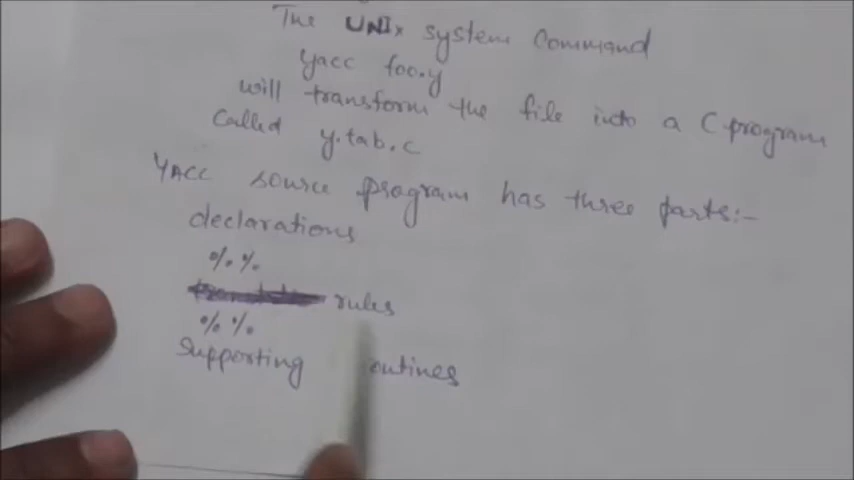 The UNIx system Command
yacc foo.y
will transform the file into a C program
Called y.tab.c
YACC source program has three parts:-
declarations
%%
rules
%%
Supporting outines